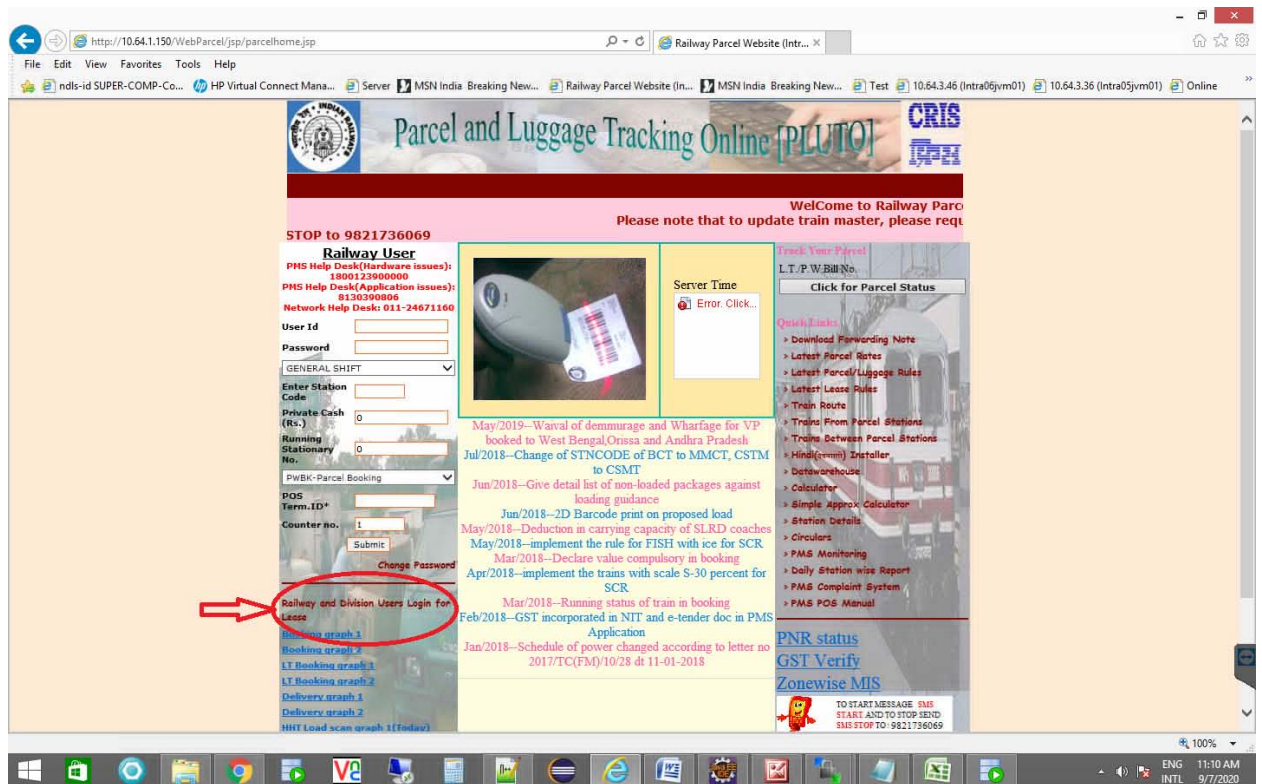 http://10.64.1.150/WebParcel/jsp/parcelhome.jsp
Railway Parcel Website (Intr...
File Edit View Favorites Tools Help
ndls-id SUPER-COMP-Co... HP Virtual Connect Mana... Server MSN India Breaking New... Railway Parcel Website (In... MSN India Breaking New... Test 10.64.3.46 (Intra06jvm01) 10.64.3.36 (Intra05jvm01) Online
Parcel and Luggage Tracking Online [PLUTO]
CRIS
क्रिस
WelCome to Railway Parc
Please note that to update train master, please requ
STOP to 9821736069
Railway User
PMS Help Desk(Hardware issues):
1800123900000
PMS Help Desk(Application issues):
8130390806
Network Help Desk: 011-24671160
User Id
Password
GENERAL SHIFT
Enter Station
Code
Private Cash
(Rs.)
0
Running
Stationary
No.
0
PWBK-Parcel Booking
POS
Term.ID*
Counter no.
1
Submit
Change Password
Railway and Division Users Login for
Lease
Booking graph 1
Booking graph 2
LT Booking graph 1
LT Booking graph 2
Delivery graph 1
Delivery graph 2
HHT Load scan graph 1(Today)
Server Time
Error. Click...
May/2019--Waival of demmurage and Wharfage for VP
booked to West Bengal,Orissa and Andhra Pradesh
Jul/2018--Change of STNCODE of BCT to MMCT, CSTM
to CSMT
Jun/2018--Give detail list of non-loaded packages against
loading guidance
Jun/2018--2D Barcode print on
proposed load
May/2018--Deduction in carrying capacity of SLRD coaches
May/2018--implement the rule for FISH with ice for SCR
Mar/2018--Declare value compulsory in booking
Apr/2018--implement the trains with scale S-30 percent for
SCR
Mar/2018--Running status of train in booking
Feb/2018--GST incorporated in NIT and e-tender doc in PMS
Application
Jan/2018--Schedule of power changed according to letter no
2017/TC(FM)/10/28 dt 11-01-2018
Track Your Parcel
L.T./P.W.Bill No.
Click for Parcel Status
Quick Links
> Download Forwarding Note
> Latest Parcel Rates
> Latest Parcel/Luggage Rules
> Latest Lease Rules
> Train Route
> Trains From Parcel Stations
> Trains Between Parcel Stations
> Hindi( ) Installer
> Datawarehouse
> Calculator
> Simple Approx Calculator
> Station Details
> Circulars
> PMS Monitoring
> Daily Station wise Report
> PMS Complaint System
> PMS POS Manual
PNR status
GST Verify
Zonewise MIS
TO START MESSAGE SMS
START AND TO STOP SEND
SMS STOP TO : 9821736069
100%
ENG 11:10 AM
INTL 9/7/2020